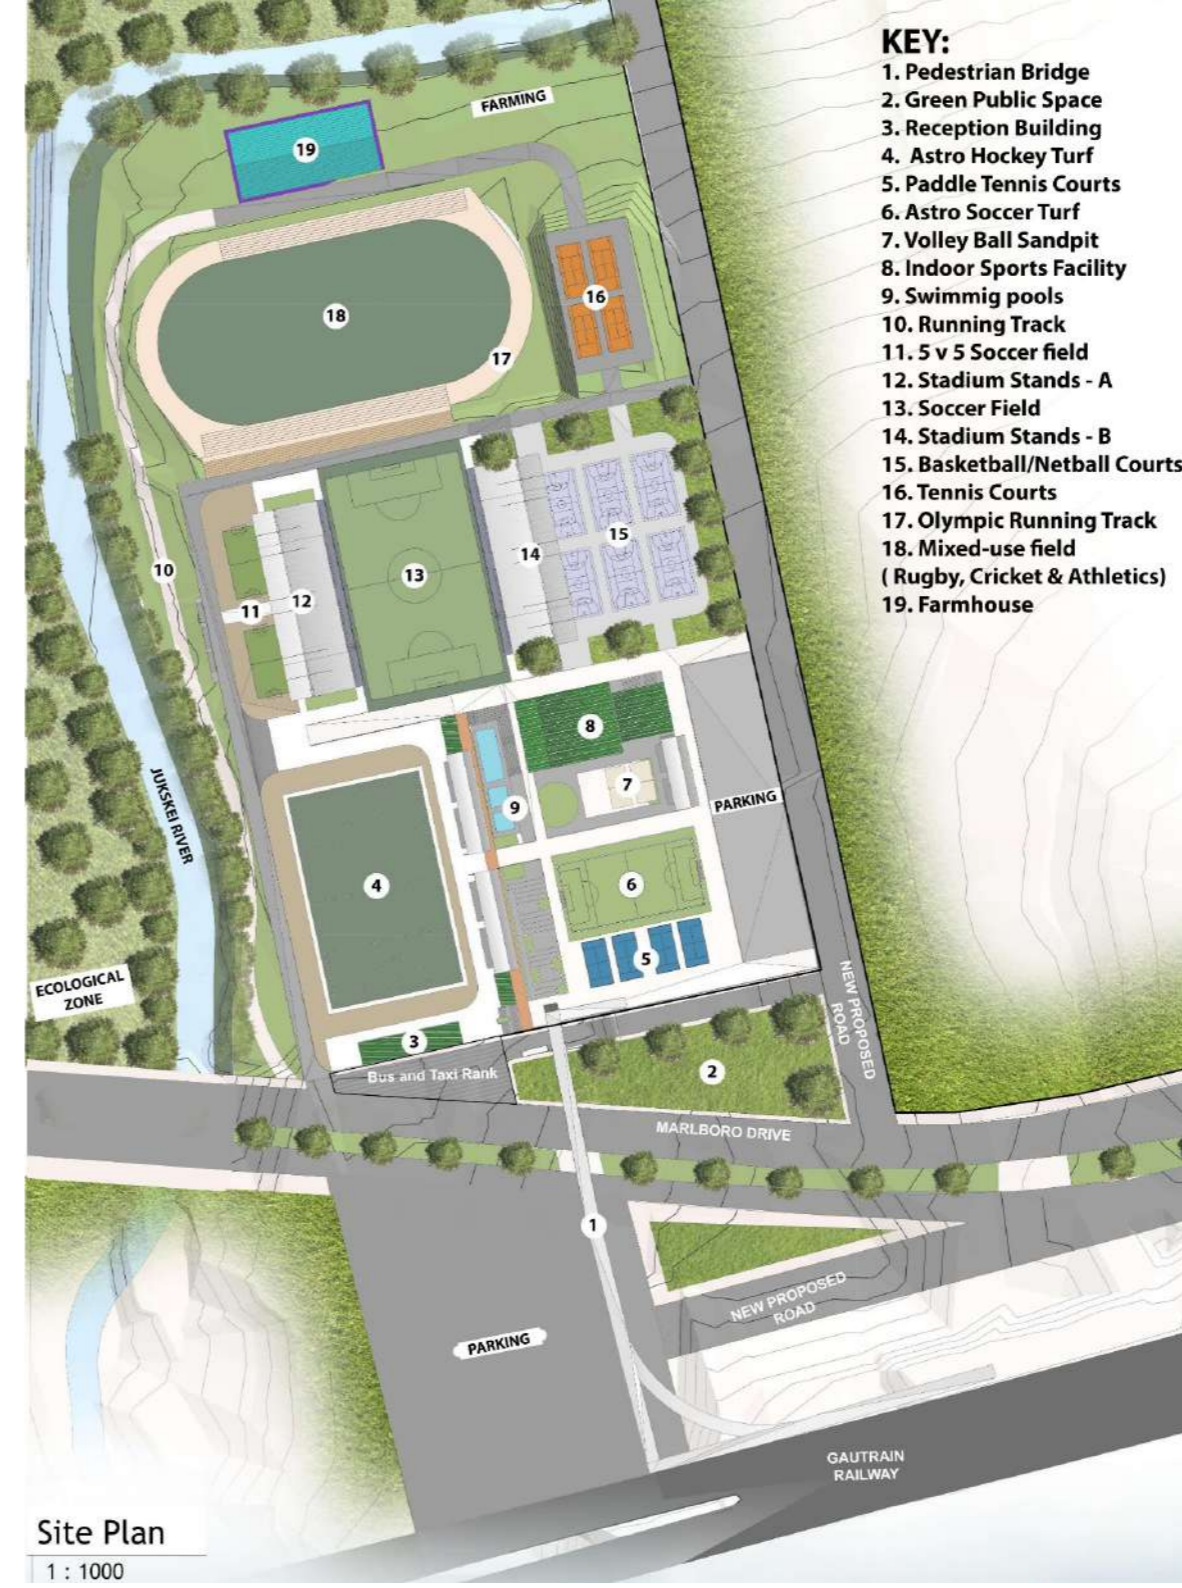 KEY:
1. Pedestrian Bridge
2. Green Public Space
3. Reception Building
4. Astro Hockey Turf
5. Paddle Tennis Courts
6. Astro Soccer Turf
7. Volley Ball Sandpit
8. Indoor Sports Facility
9. Swimmig pools
10. Running Track
11. 5 v 5 Soccer field
12. Stadium Stands - A
13. Soccer Field
14. Stadium Stands - B
15. Basketball/Netball Courts
16. Tennis Courts
17. Olympic Running Track
18. Mixed-use field
( Rugby, Cricket & Athletics)
19. Farmhouse
FARMING
19
18
16
17
15
14
13
10
12
11
8
7
9
PARKING
JUKSKEI RIVER
4
6
5
ECOLOGICAL
ZONE
NEW PROPOSED
ROAD
3
Bus and Taxi Rank
2
MARLBORO DRIVE
1
NEW PROPOSED
ROAD
PARKING
GAUTRAIN
RAILWAY
Site Plan
1 : 1000